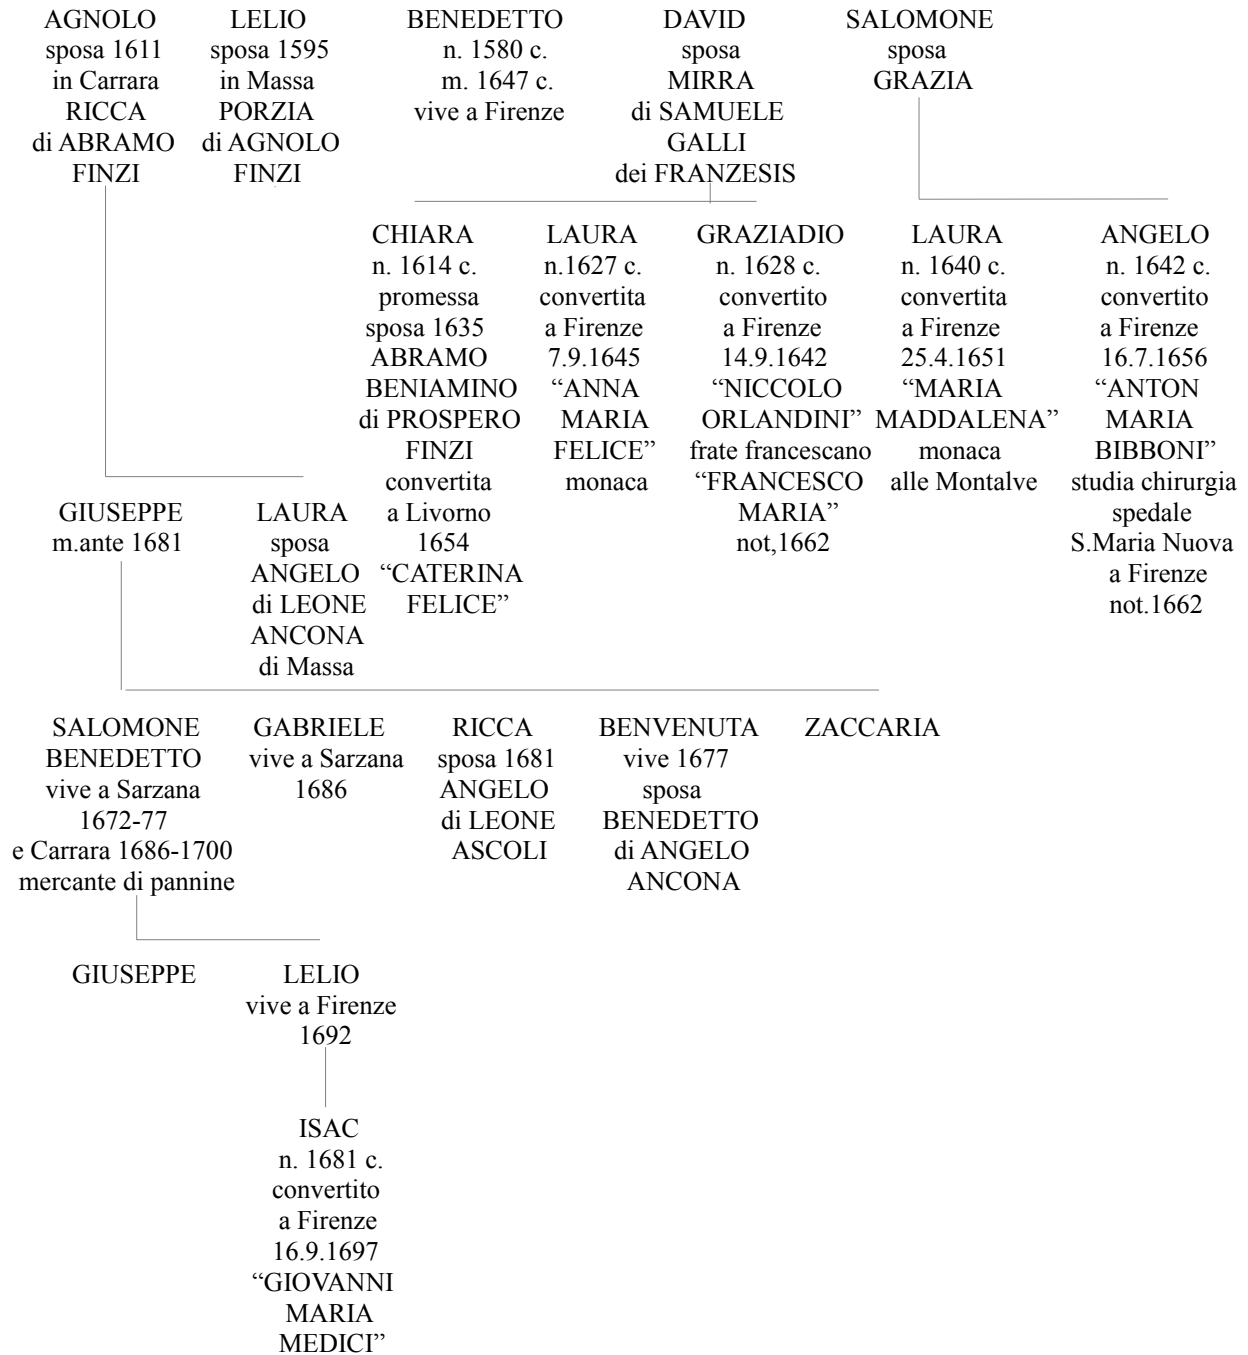 AGNOLO
sposa 1611
in Carrara
RICCA
di ABRAMO
FINZI
LELIO
sposa 1595
in Massa
PORZIA
di AGNOLO
FINZI
BENEDETTO
n. 1580 c.
m. 1647 c.
vive a Firenze
DAVID
sposa
MIRRA
di SAMUELE
GALLI
dei FRANZESIS
SALOMONE
sposa
GRAZIA
CHIARA
n. 1614 c.
promessa
sposa 1635
ABRAMO
BENIAMINO
di PROSPERO
FINZI
convertita
a Livorno
1654
“CATERINA
FELICE”
LAURA
n.1627 c.
convertita
a Firenze
7.9.1645
“ANNA
MARIA
FELICE”
monaca
GRAZIADIO
n. 1628 c.
convertito
a Firenze
14.9.1642
“NICCOLO
ORLANDINI”
frate francescano
“FRANCESCO
MARIA”
not,1662
LAURA
n. 1640 c.
convertita
a Firenze
25.4.1651
“MARIA
MADDALENA”
monaca
alle Montalve
ANGELO
n. 1642 c.
convertito
a Firenze
16.7.1656
“ANTON
MARIA
BIBBONI”
studia chirurgia
spedale
S.Maria Nuova
a Firenze
not.1662
GIUSEPPE
m.ante 1681
LAURA
sposa
ANGELO
di LEONE
ANCONA
di Massa
SALOMONE
BENEDETTO
vive a Sarzana
1672-77
e Carrara 1686-1700
mercante di pannine
GABRIELE
vive a Sarzana
1686
RICCA
sposa 1681
ANGELO
di LEONE
ASCOLI
BENVENUTA
vive 1677
sposa
BENEDETTO
di ANGELO
ANCONA
ZACCARIA
GIUSEPPE
LELIO
vive a Firenze
1692
ISAC
n. 1681 c.
convertito
a Firenze
16.9.1697
“GIOVANNI
MARIA
MEDICI”